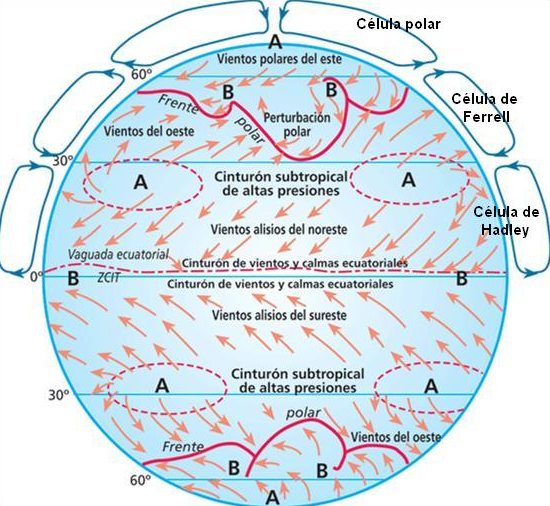 Célula polar
A
Vientos polares del este
60°
B
B
Frente
polar
Perturbación
polar
Célula de
Ferrell
Vientos del oeste
30°
A
Cinturón subtropical
de altas presiones
A
Célula de
Hadley
Vientos alisios del noreste
Vaguada ecuatorial
Cinturón de vientos y calmas ecuatoriales
0°
B
ZCIT
B
Cinturón de vientos y calmas ecuatoriales
Vientos alisios del sureste
Cinturón subtropical
de altas presiones
A
A
30°
polar
Frente
Vientos del oeste
B
B
60°
A